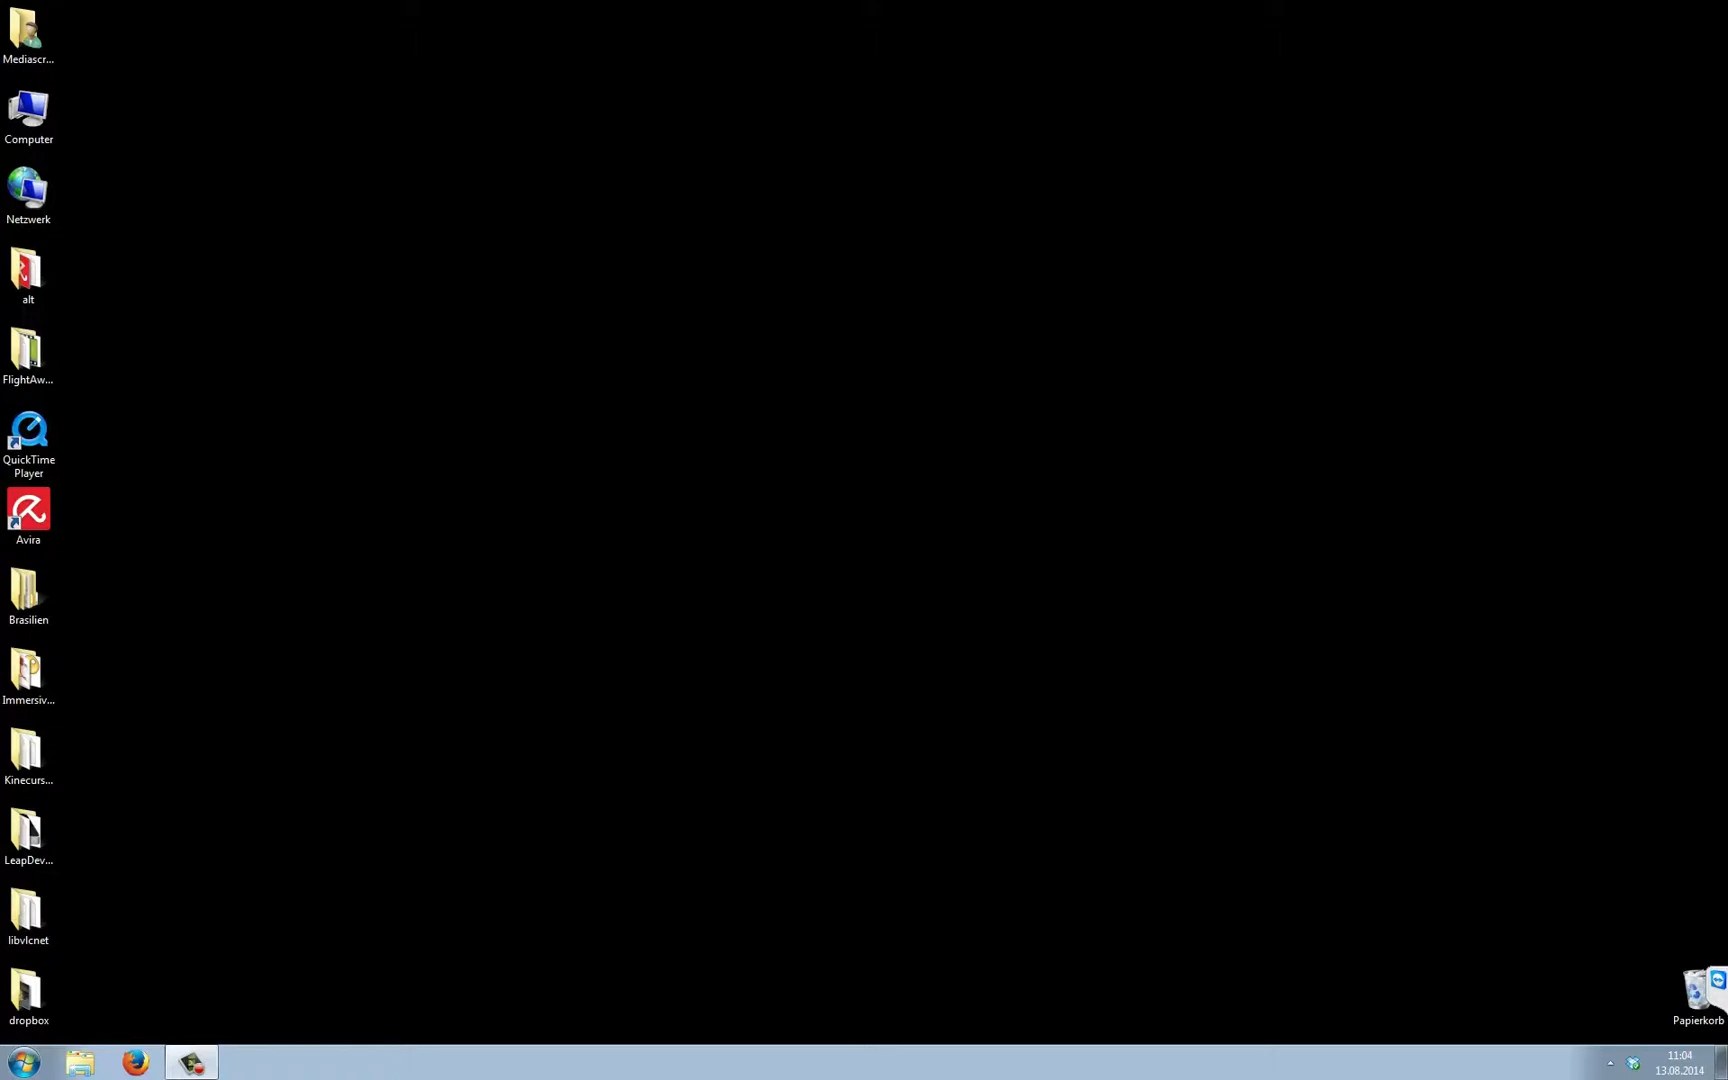 Mediascr...
Computer
Netzwerk
alt
FlightAw...
QuickTime
Player
Avira
Brasilien
Immersiv...
Kinecurs...
LeapDev...
libvlcnet
dropbox
Papierkorb
11:04
13.08.2014